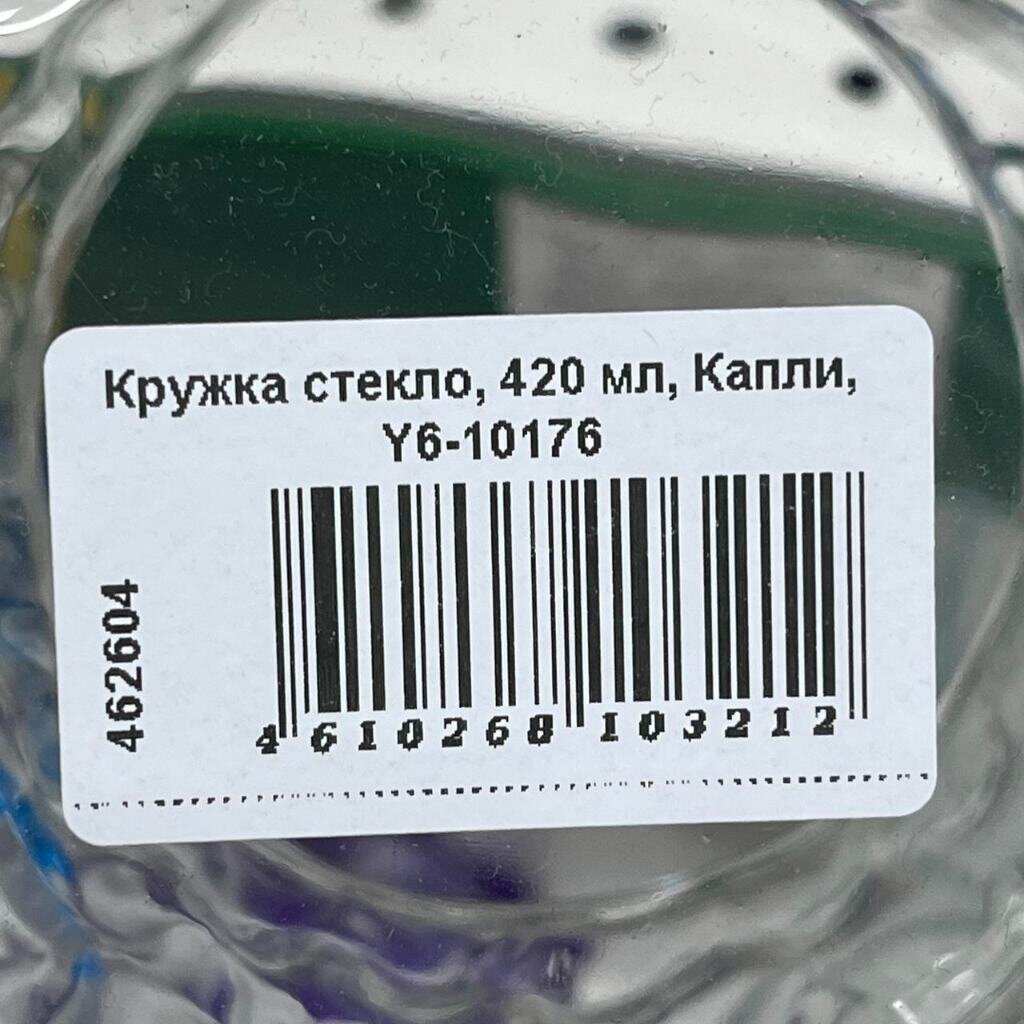 Кружка стекло, 420 мл, Капли,
Y6-10176
462604
4 610268 103212